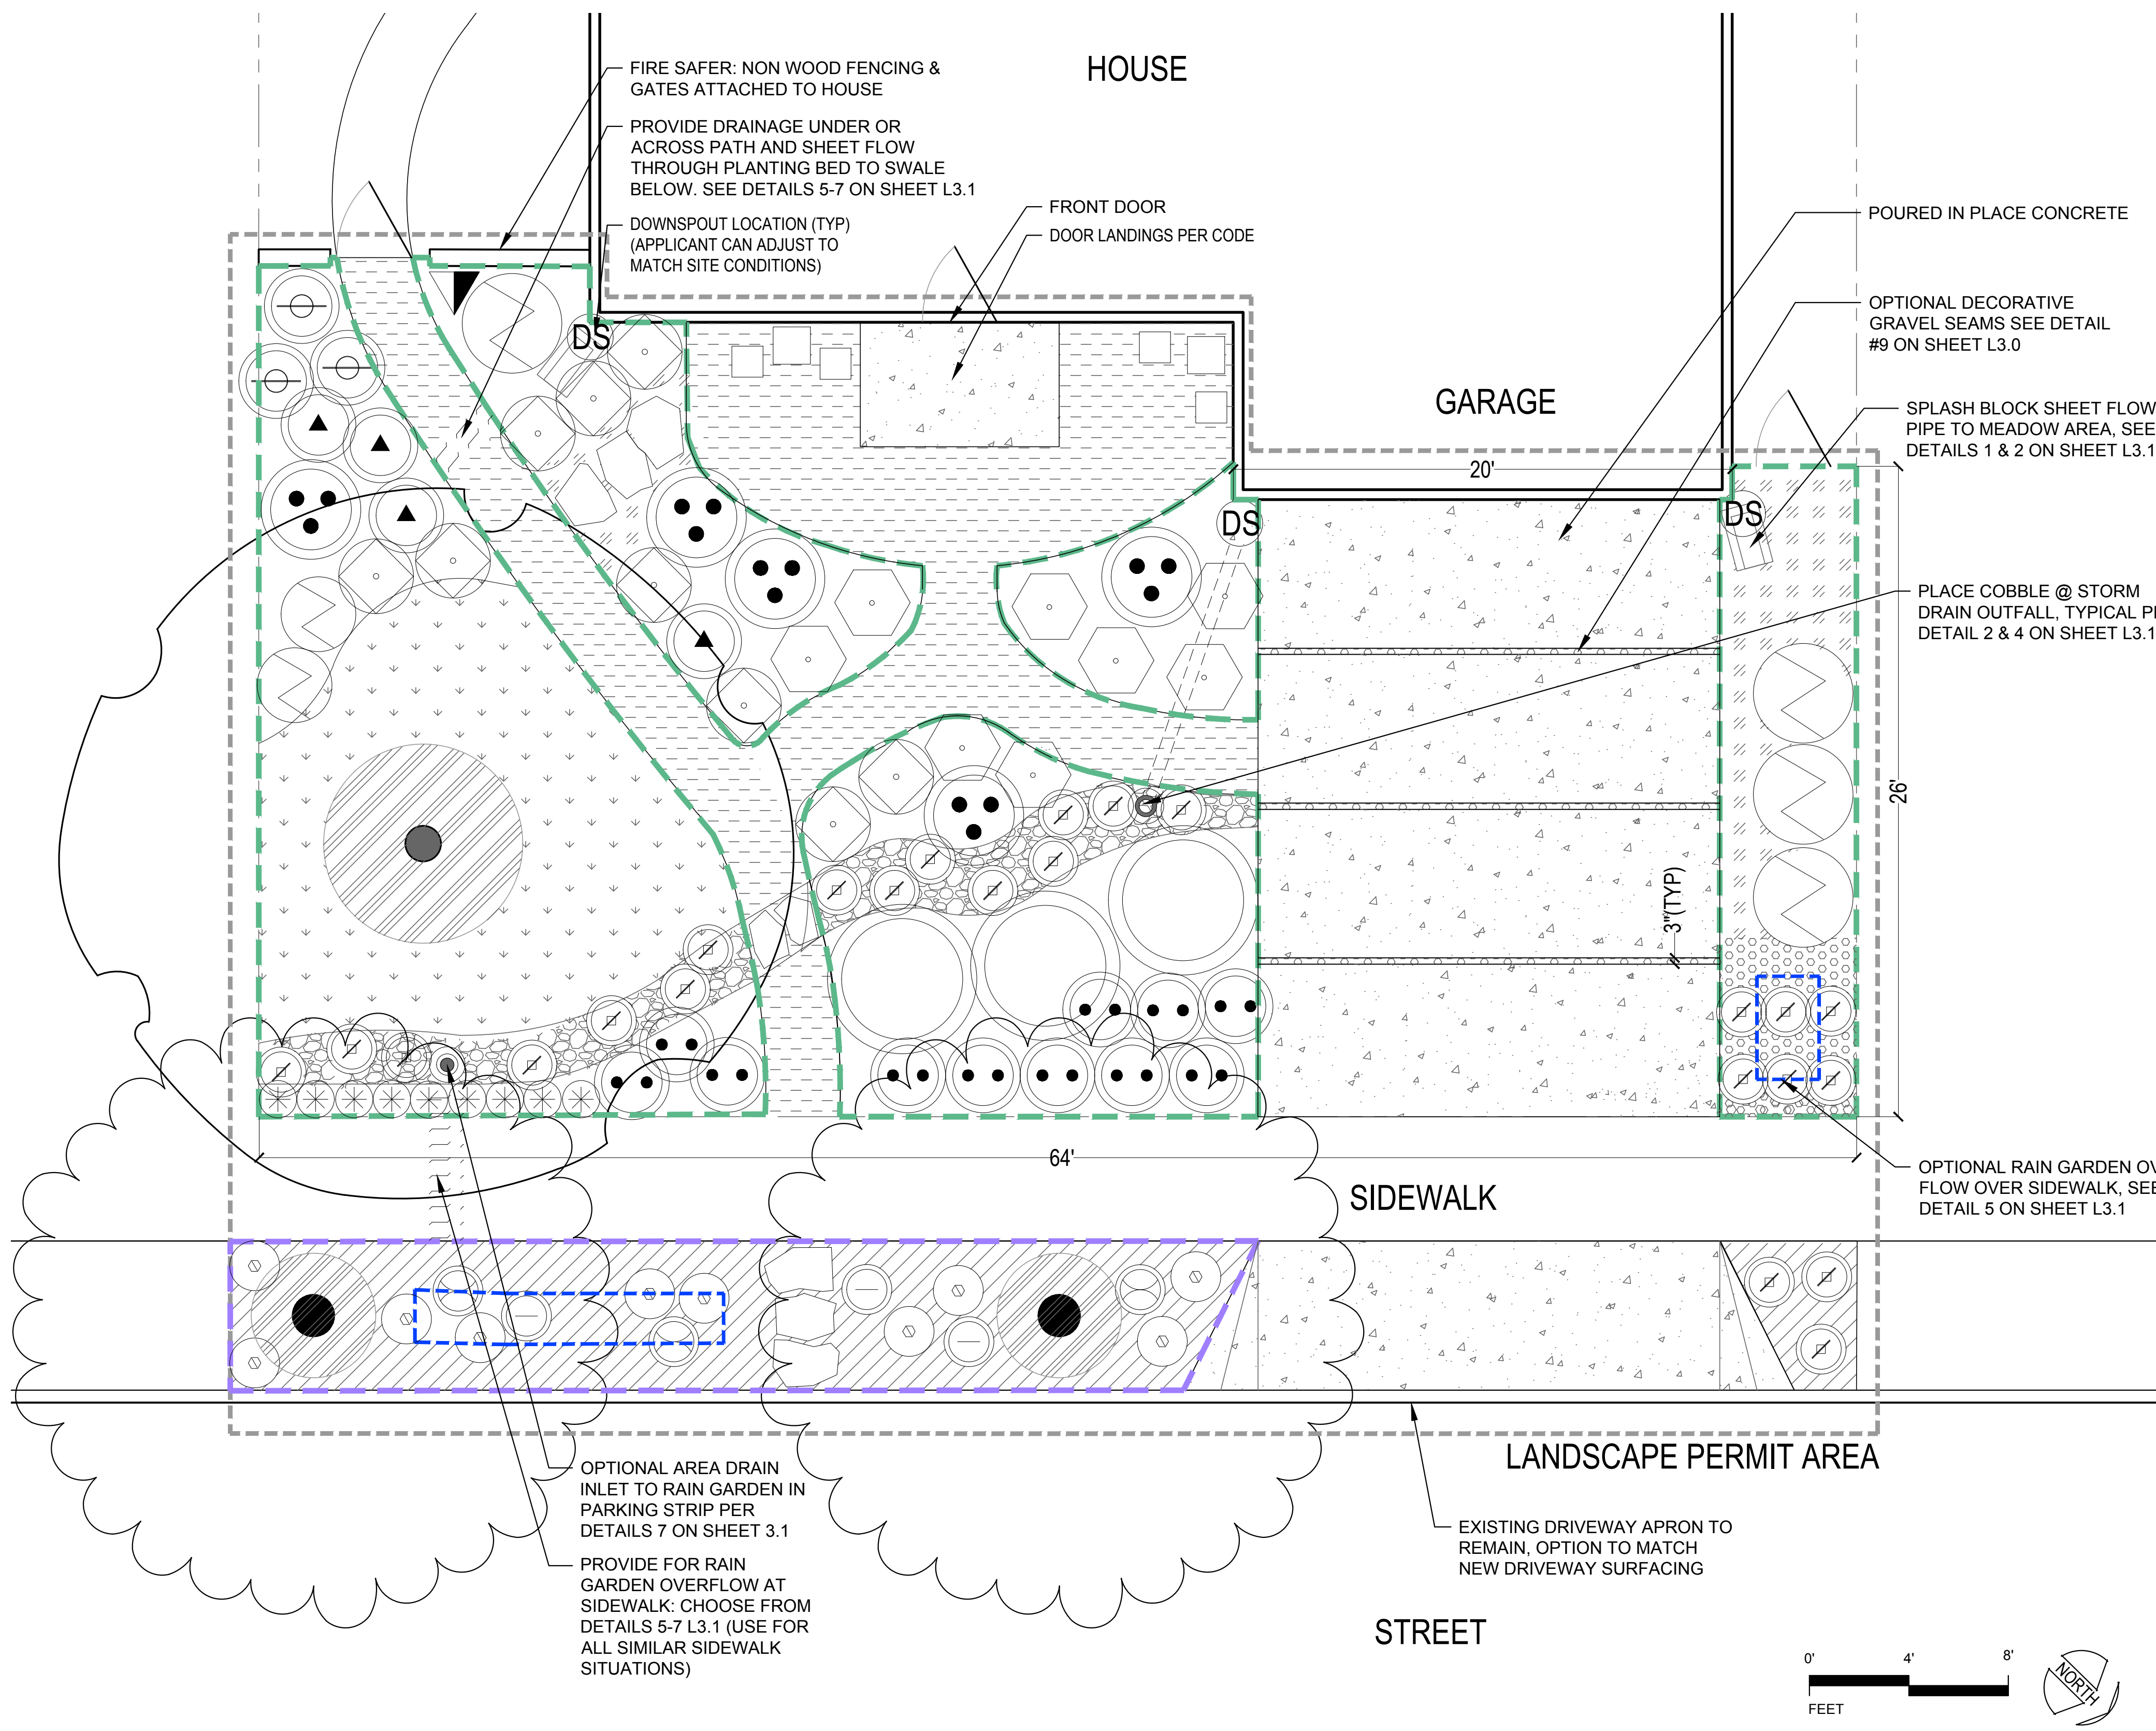 HOUSE
FIRE SAFER: NON WOOD FENCING &
GATES ATTACHED TO HOUSE
PROVIDE DRAINAGE UNDER OR
ACROSS PATH AND SHEET FLOW
THROUGH PLANTING BED TO SWALE
BELOW. SEE DETAILS 5-7 ON SHEET L3.1
DOWNSPOUT LOCATION (TYP)
(APPLICANT CAN ADJUST TO
MATCH SITE CONDITIONS)
FRONT DOOR
DOOR LANDINGS PER CODE
POURED IN PLACE CONCRETE
OPTIONAL DECORATIVE
GRAVEL SEAMS SEE DETAIL
#9 ON SHEET L3.0
DS
GARAGE
SPLASH BLOCK SHEET FLOW
PIPE TO MEADOW AREA, SEE
DETAILS 1 & 2 ON SHEET L3.1
20'
DS
DS
PLACE COBBLE @ STORM
DRAIN OUTFALL, TYPICAL
DETAIL 2 & 4 ON SHEET L3.1
26'
3"(TYP)
64'
SIDEWALK
OPTIONAL RAIN GARDEN
FLOW OVER SIDEWALK, SEE
DETAIL 5 ON SHEET L3.1
LANDSCAPE PERMIT AREA
OPTIONAL AREA DRAIN
INLET TO RAIN GARDEN IN
PARKING STRIP PER
DETAILS 7 ON SHEET 3.1
EXISTING DRIVEWAY APRON TO
REMAIN, OPTION TO MATCH
NEW DRIVEWAY SURFACING
PROVIDE FOR RAIN
GARDEN OVERFLOW AT
SIDEWALK: CHOOSE FROM
DETAILS 5-7 L3.1 (USE FOR
ALL SIMILAR SIDEWALK
SITUATIONS)
STREET
0' 4' 8'
FEET
NORTH